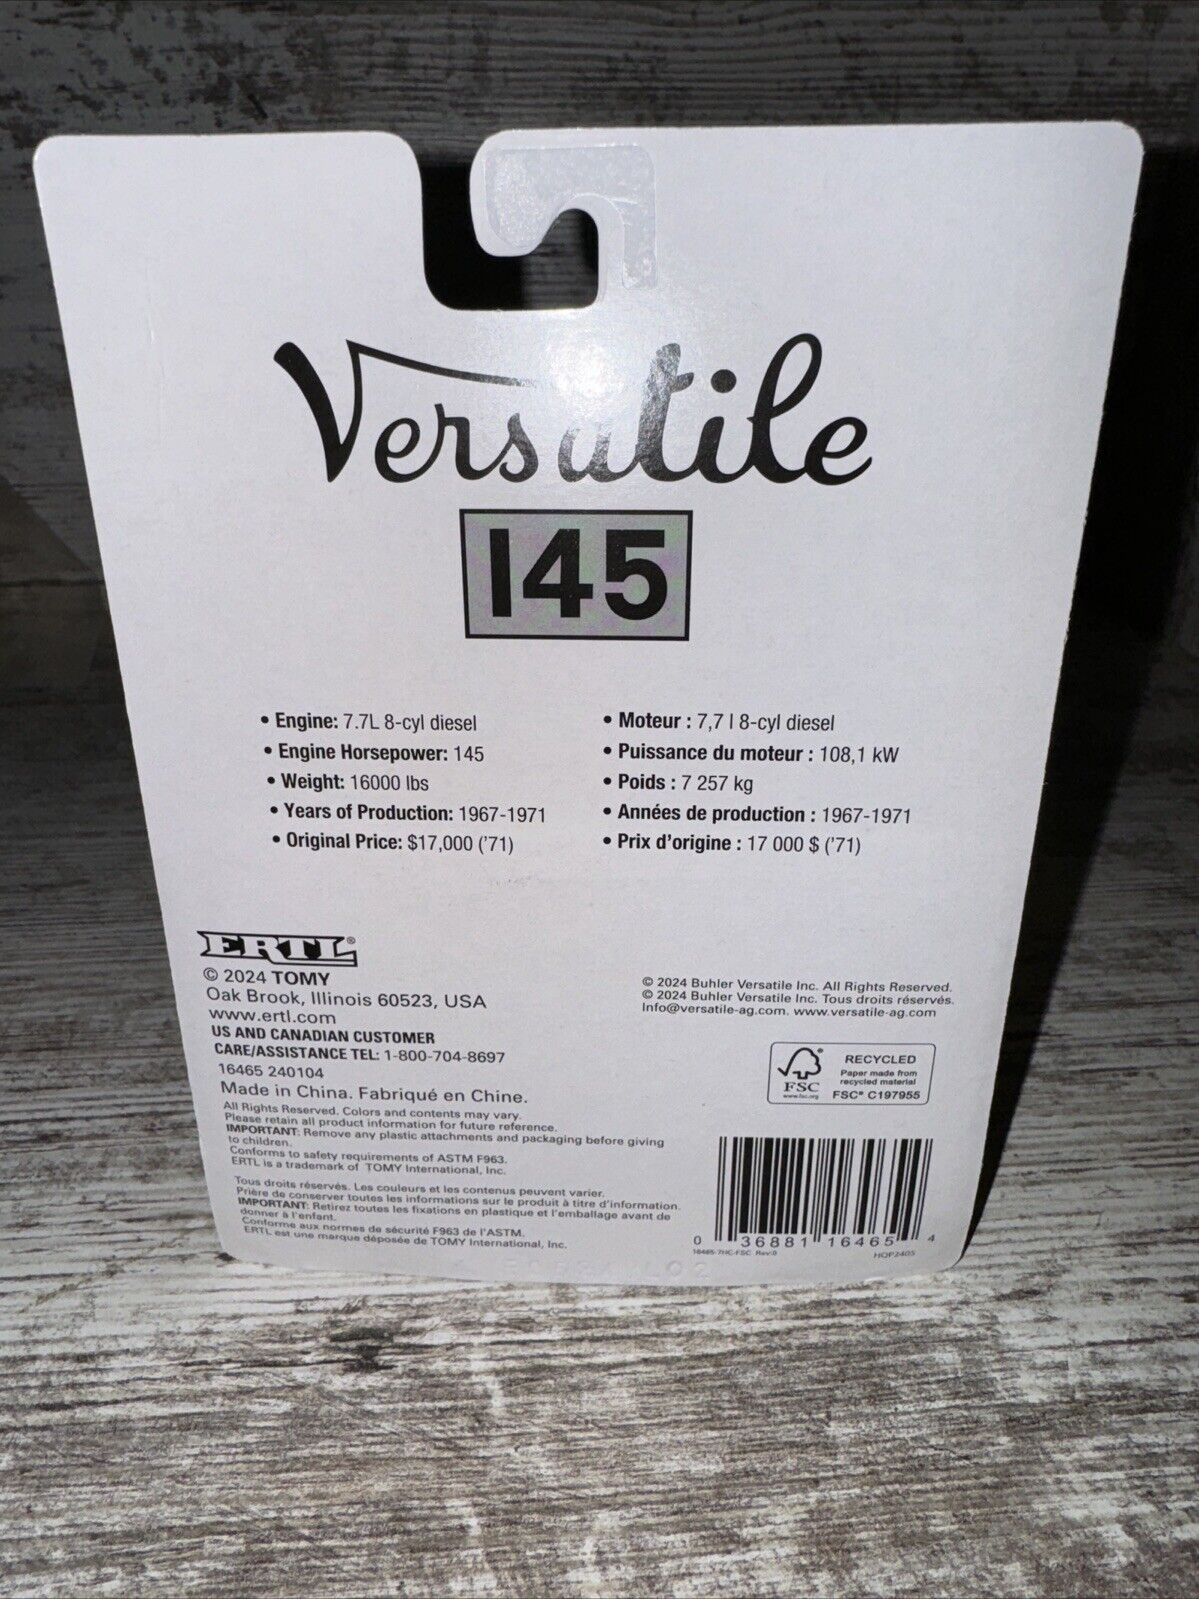 Versatile
145
• Engine: 7.7L 8-cyl diesel
• Engine Horsepower: 145
• Weight: 16000 lbs
• Years of Production: 1967-1971
• Original Price: $17,000 ('71)
• Moteur : 7,7 l 8-cyl diesel
• Puissance du moteur : 108,1 kW
• Poids : 7 257 kg
• Années de production : 1967-1971
• Prix d'origine : 17 000 $ ('71)
ERTL®
© 2024 TOMY
Oak Brook, Illinois 60523, USA
www.ertl.com
US AND CANADIAN CUSTOMER
CARE/ASSISTANCE TEL: 1-800-704-8697
16465 240104
Made in China. Fabriqué en Chine.
All Rights Reserved. Colors and contents may vary.
Please retain all product information for future reference.
IMPORTANT: Remove any plastic attachments and packaging before giving
to children.
Conforms to safety requirements of ASTM F963.
ERTL is a trademark of TOMY International, Inc.
Tous droits réservés. Les couleurs et les contenus peuvent varier.
Prière de conserver toutes les informations sur le produit à titre d'information.
IMPORTANT: Retirez toutes les fixations en plastique et l'emballage avant de
donner à l'enfant.
Conforme aux normes de sécurité F963 de l'ASTM.
ERTL est une marque déposée de TOMY International, Inc.
© 2024 Buhler Versatile Inc. All Rights Reserved.
© 2024 Buhler Versatile Inc. Tous droits réservés.
Info@versatile-ag.com. www.versatile-ag.com
FSC
www.fsc.org
RECYCLED
Paper made from
recycled material
FSC® C197955
0 36881 16465 4
16465-7HC-FSC Rev:0
HQP2405